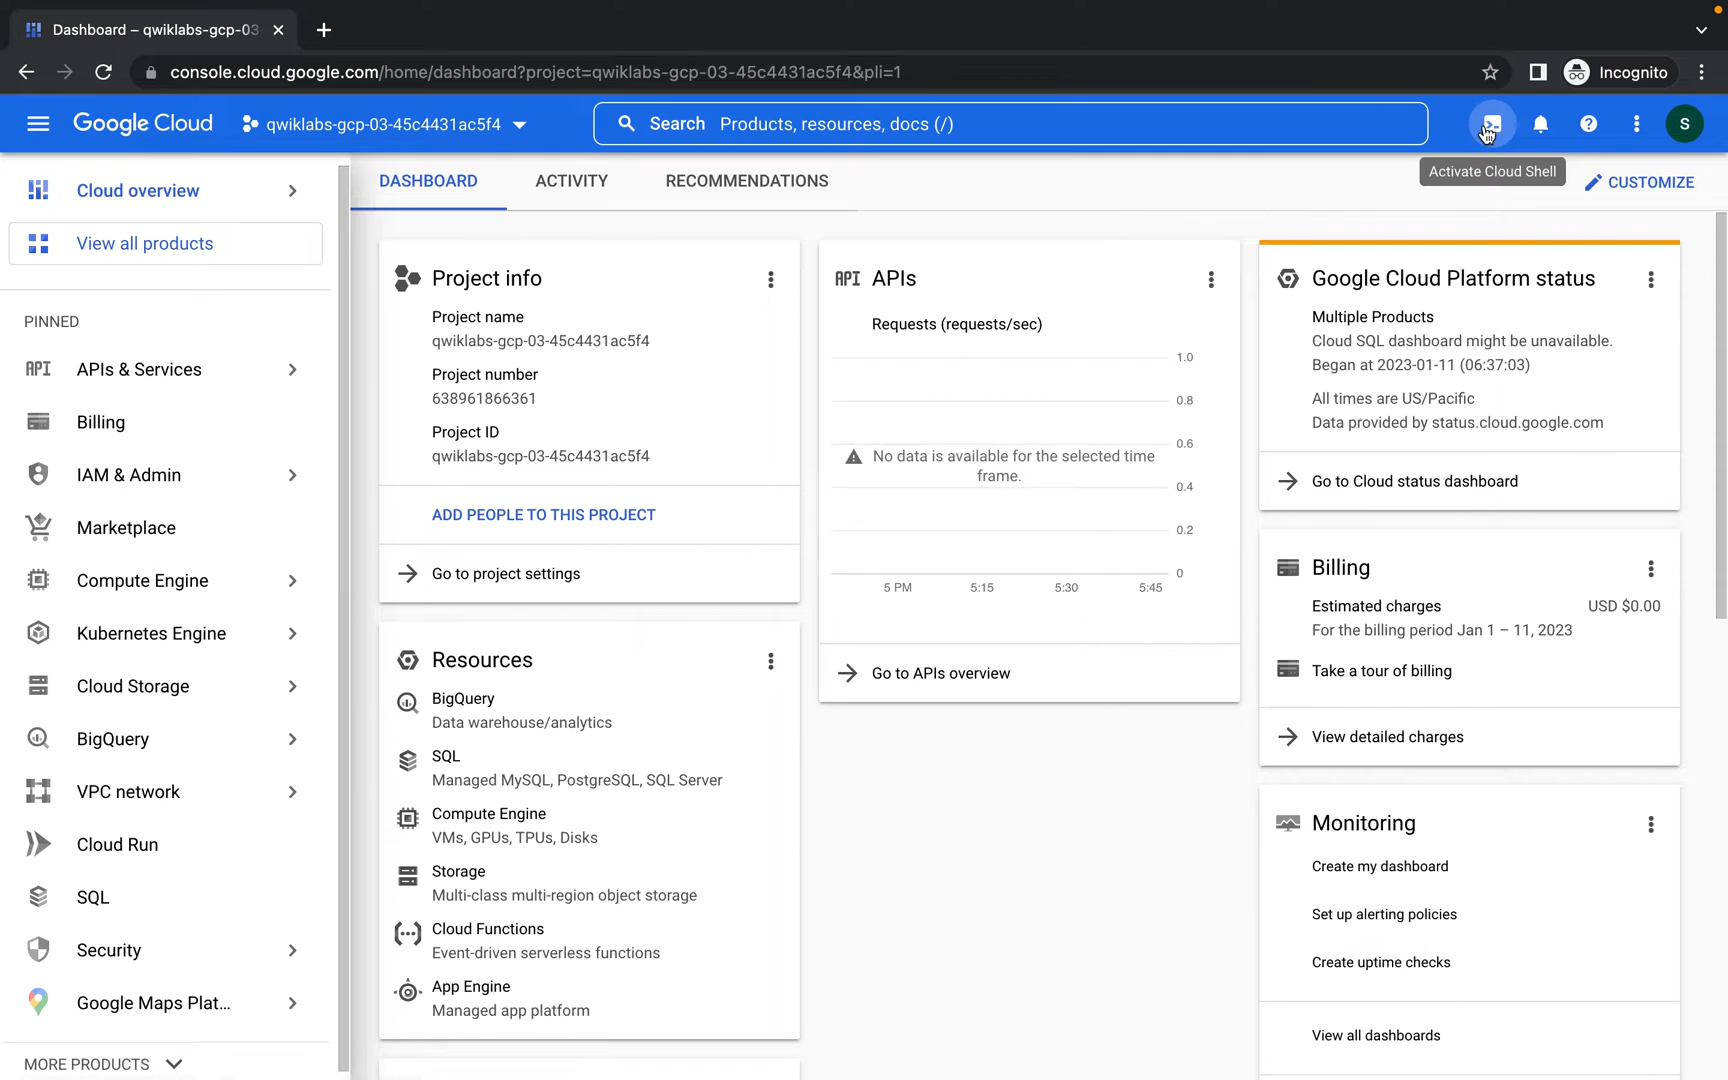 Dashboard – qwiklabs-gcp-03
console.cloud.google.com/home/dashboard?project=qwiklabs-gcp-03-45c4431ac5f4&pli=1
Incognito
Google Cloud
qwiklabs-gcp-03-45c4431ac5f4
Search Products, resources, docs (/)
S
Activate Cloud Shell
Cloud overview
View all products
PINNED
API APIs & Services
Billing
IAM & Admin
Marketplace
Compute Engine
Kubernetes Engine
Cloud Storage
BigQuery
VPC network
Cloud Run
SQL
Security
Google Maps Plat...
MORE PRODUCTS
DASHBOARD
ACTIVITY
RECOMMENDATIONS
CUSTOMIZE
Project info
Project name
qwiklabs-gcp-03-45c4431ac5f4
Project number
638961866361
Project ID
qwiklabs-gcp-03-45c4431ac5f4
ADD PEOPLE TO THIS PROJECT
Go to project settings
Resources
BigQuery
Data warehouse/analytics
SQL
Managed MySQL, PostgreSQL, SQL Server
Compute Engine
VMs, GPUs, TPUs, Disks
Storage
Multi-class multi-region object storage
Cloud Functions
Event-driven serverless functions
App Engine
Managed app platform
API APIs
Requests (requests/sec)
1.0
0.8
0.6
No data is available for the selected time
frame.
0.4
0.2
0
5 PM 5:15 5:30 5:45
Go to APIs overview
Google Cloud Platform status
Multiple Products
Cloud SQL dashboard might be unavailable.
Began at 2023-01-11 (06:37:03)
All times are US/Pacific
Data provided by status.cloud.google.com
Go to Cloud status dashboard
Billing
Estimated charges USD $0.00
For the billing period Jan 1 – 11, 2023
Take a tour of billing
View detailed charges
Monitoring
Create my dashboard
Set up alerting policies
Create uptime checks
View all dashboards